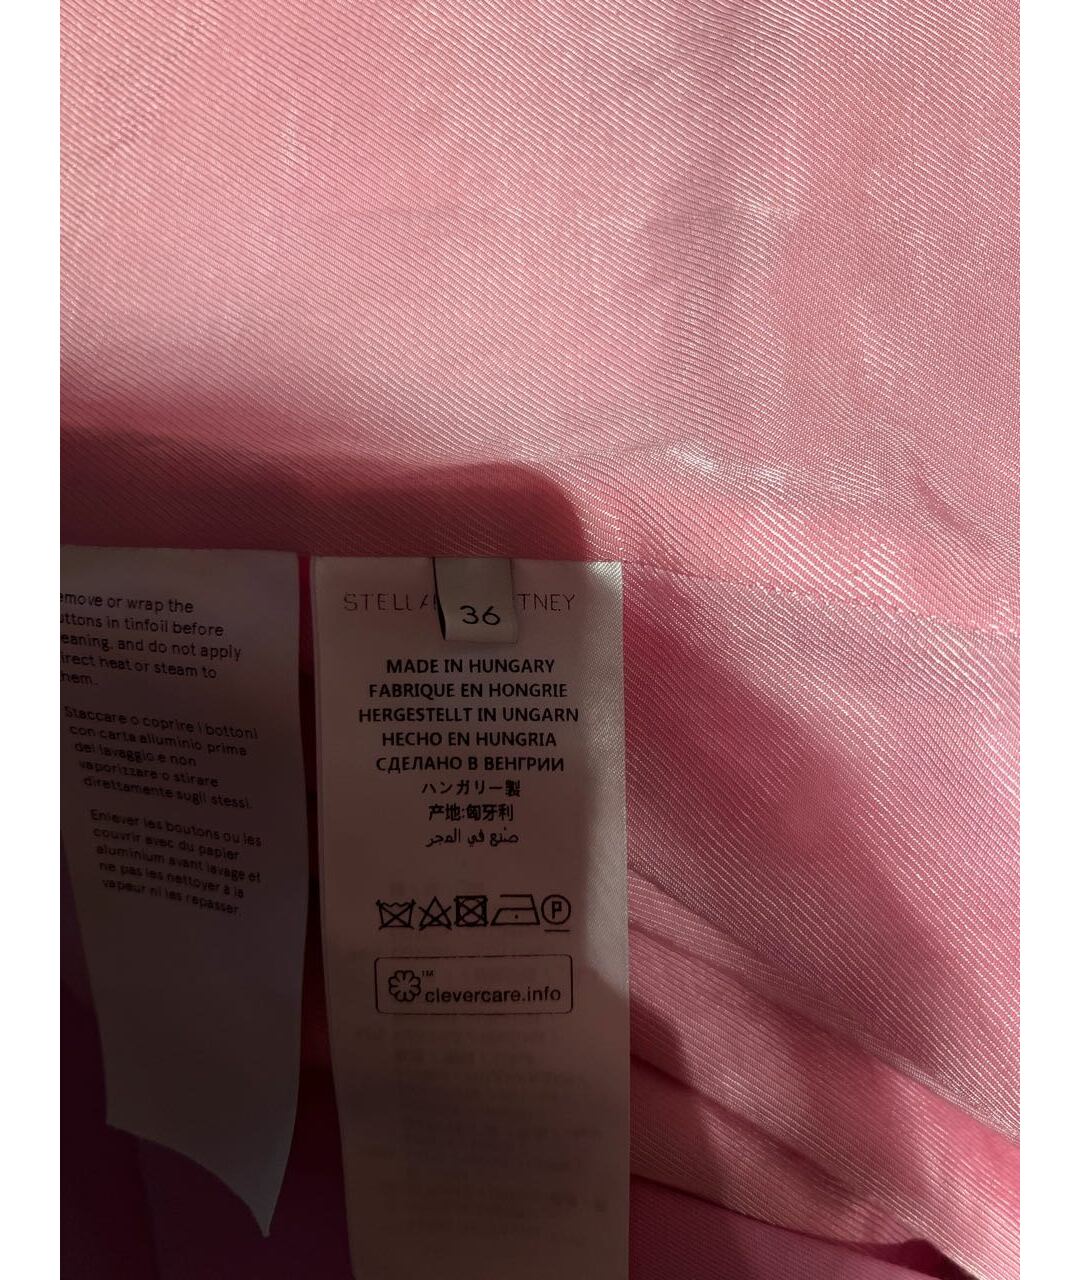 emove or wrap the
ttons in tinfoil before
eaning, and do not apply
irect heat or steam to
hem.
Staccare o coprire i bottoni
con carta alluminio prima
del lavaggio e non
vaporizzare o stirare
direttamente sugli stessi.
Enlever les boutons ou les
couvrir avec du papier
aluminium avant lavage et
ne pas les nettoyer à la
vapeur ni les repasser.
STELLA TNEY
36
MADE IN HUNGARY
FABRIQUE EN HONGRIE
HERGESTELLT IN UNGARN
HECHO EN HUNGRIA
СДЕЛАНО В ВЕНГРИИ
ハンガリー製
产地:匈牙利
صنع في المجر
P
TM
clevercare.info